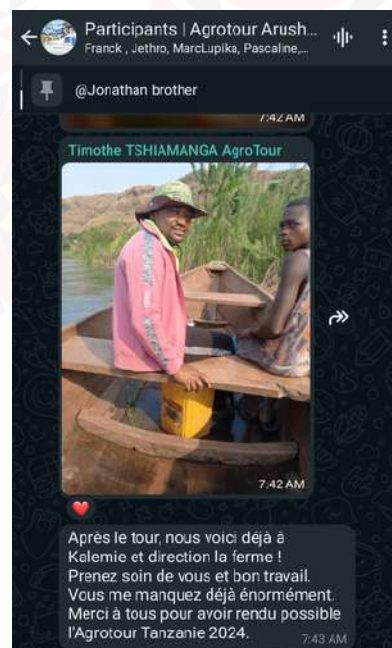 Participants | Agrotour Arush...
Franck , Jethro, MarcLupika, Pascaline,...
@Jonathan brother
7:42 AM
Timothe TSHIAMANGA AgroTour
7:42 AM
Après le tour, nous voici déjà à
Kalemie et direction la ferme !
Prenez soin de vous et bon travail.
Vous me manquez déjà énormément.
Merci à tous pour avoir rendu possible
l'Agrotour Tanzanie 2024.
7:43 AM